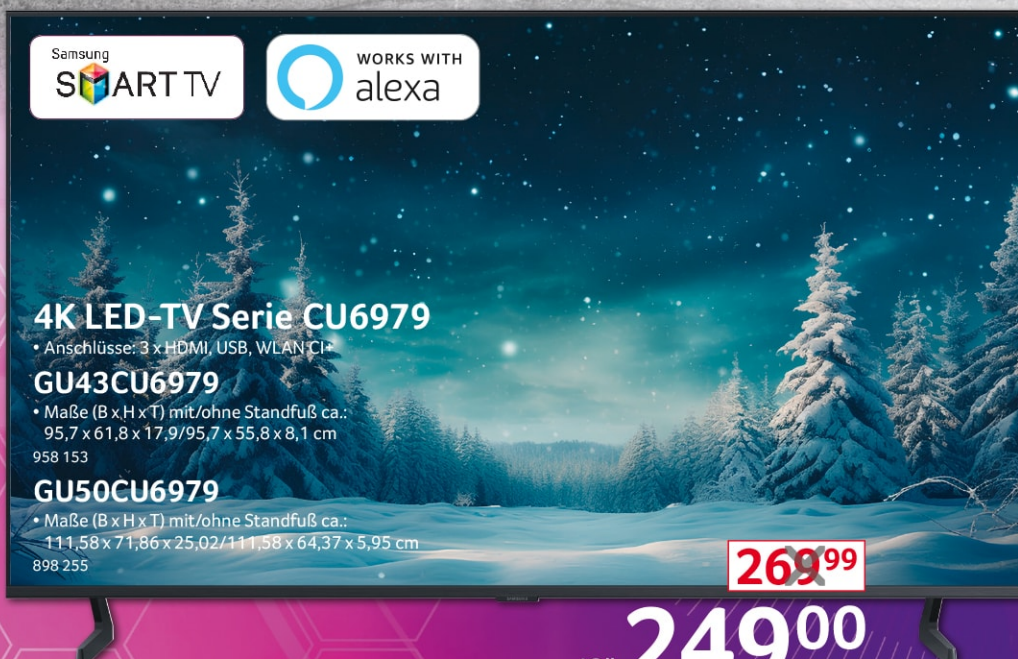 Samsung
SMART TV
WORKS WITH
alexa
4K LED-TV Serie CU6979
• Anschlüsse: 3 x HDMI, USB, WLAN CI+
GU43CU6979
• Maße (B x H x T) mit/ohne Standfuß ca.:
95,7 x 61,8 x 17,9/95,7 x 55,8 x 8,1 cm
958 153
GU50CU6979
• Maße (B x H x T) mit/ohne Standfuß ca.:
111,58 x 71,86 x 25,02/111,58 x 64,37 x 5,95 cm
898 255
26999
24900